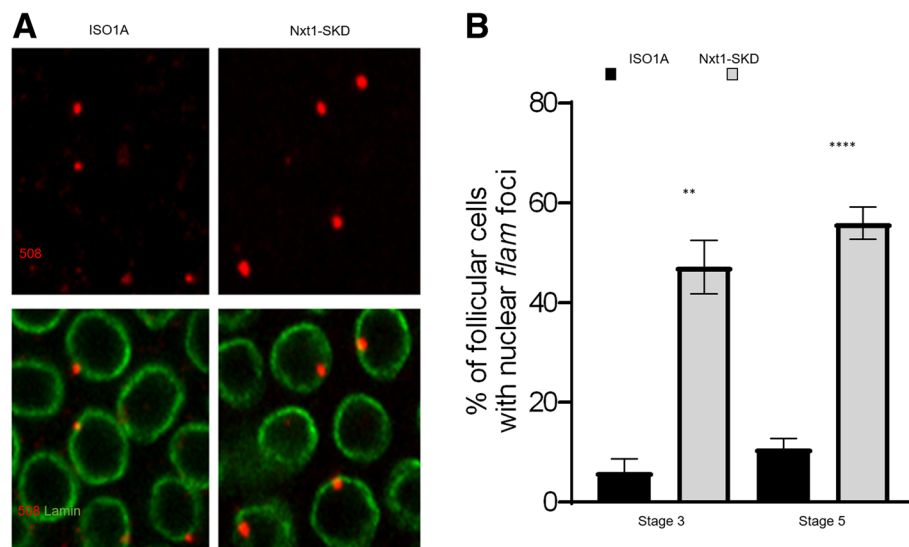 A
ISO1A
Nxt1-SKD
508
508 Lamin
B
ISO1A
Nxt1-SKD
% of follicular cells
with nuclear flam foci
80
60
40
20
0
**
****
Stage 3
Stage 5